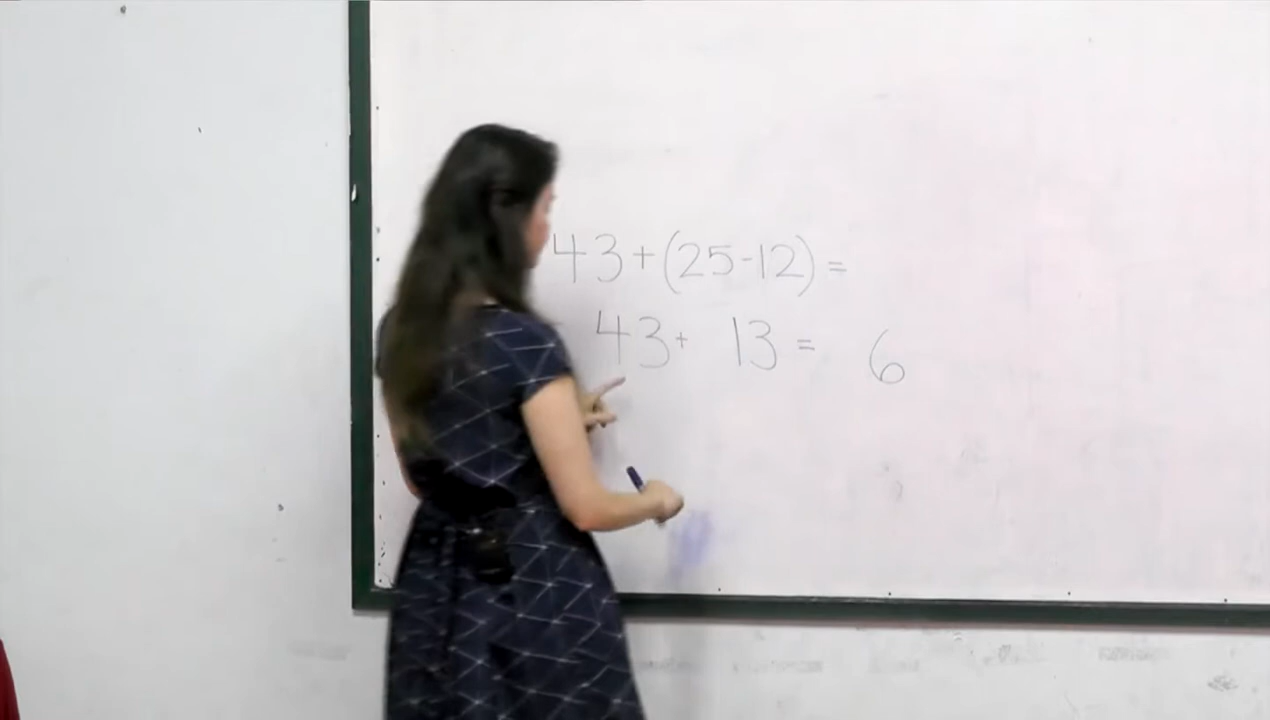 43+(25-12)=
43+ 13 = 6